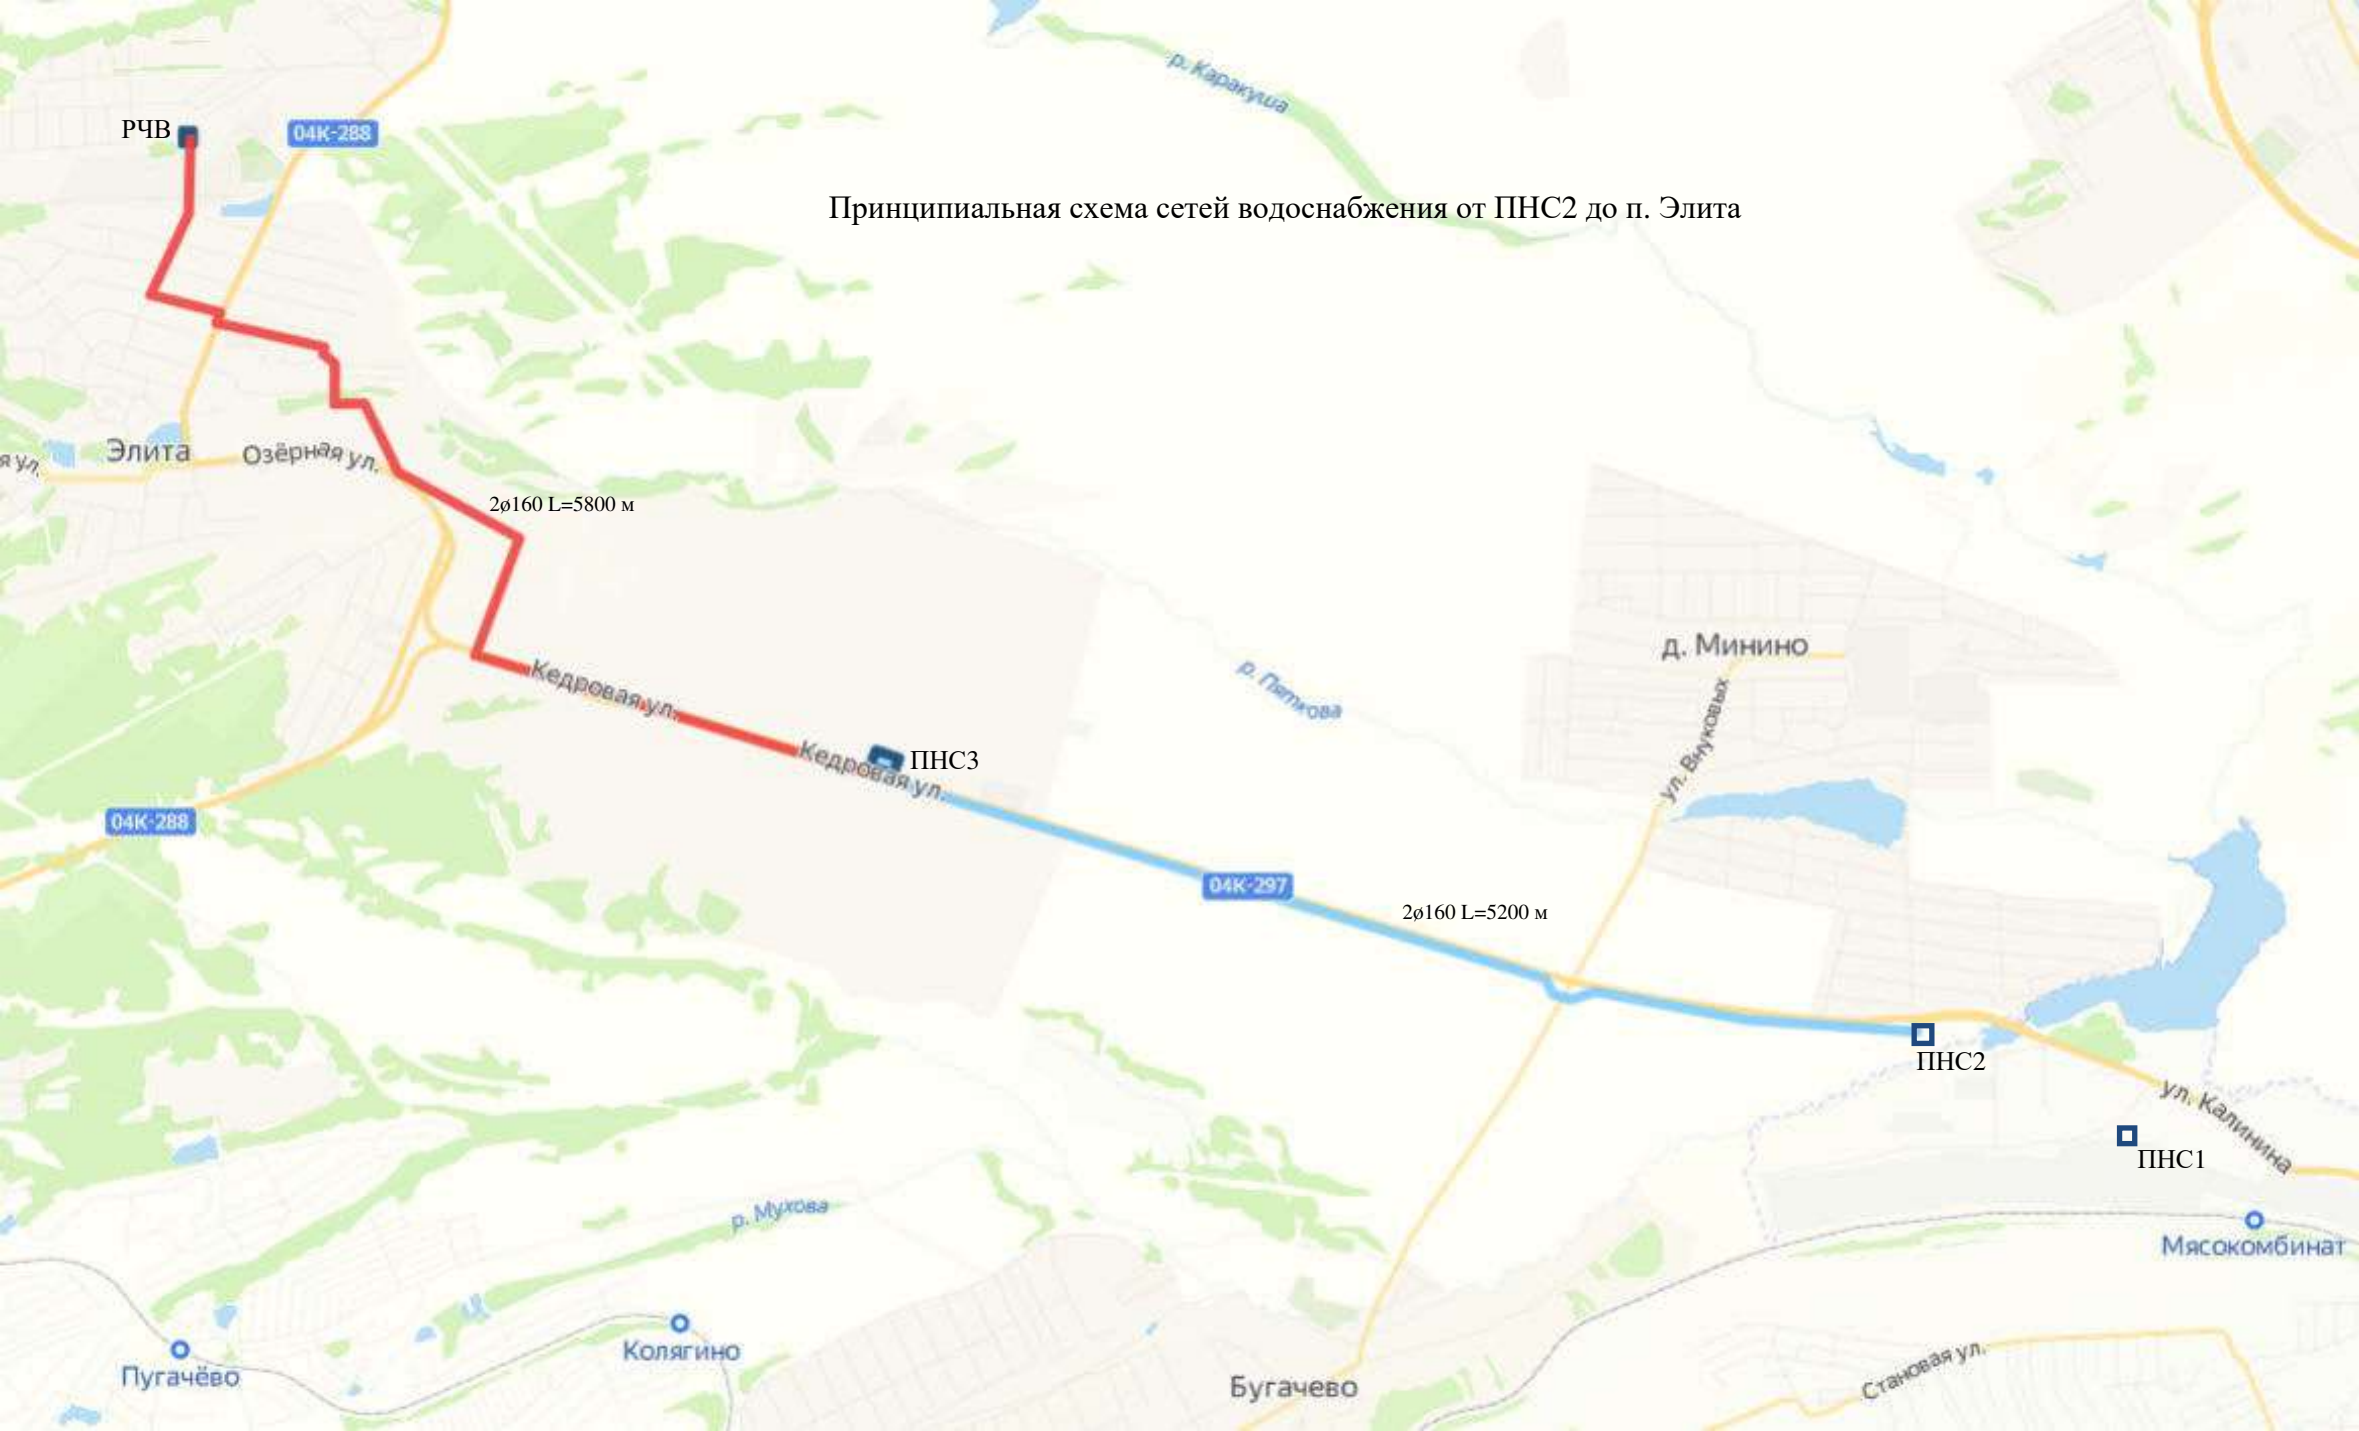 р. Каракуша
РЧВ
04К-288
Принципиальная схема сетей водоснабжения от ПНС2 до п. Элита
Элита
Озёрная ул.
я ул.
2ø160 L=5800 м
д. Минино
Кедровая ул.
р. Пяткова
ул. Внуковых
Кедровая ул.
ПНС3
04К-288
04К-297
2ø160 L=5200 м
ПНС2
ул. Калинина
ПНС1
р. Мухова
Мясокомбинат
Колягино
Пугачёво
Становая ул.
Бугачево